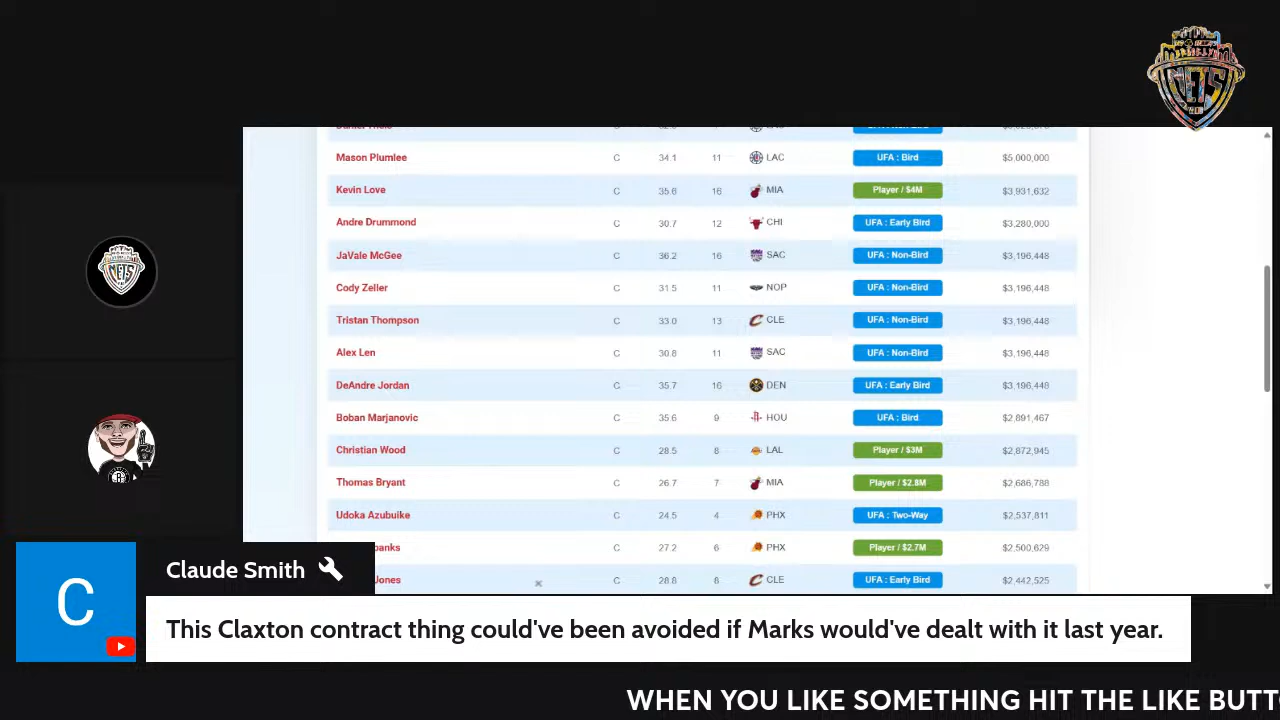 Mason Plumlee C 34.1 11 LAC UFA : Bird $5,000,000
Kevin Love C 35.6 16 MIA Player / $4M $3,931,632
Andre Drummond C 30.7 12 CHI UFA : Early Bird $3,280,000
JaVale McGee C 36.2 16 SAC UFA : Non-Bird $3,196,448
Cody Zeller C 31.5 11 NOP UFA : Non-Bird $3,196,448
Tristan Thompson C 33.0 13 CLE UFA : Non-Bird $3,196,448
Alex Len C 30.8 11 SAC UFA : Non-Bird $3,196,448
DeAndre Jordan C 35.7 16 DEN UFA : Early Bird $3,196,448
Boban Marjanovic C 35.6 9 HOU UFA : Bird $2,891,467
Christian Wood C 28.5 8 LAL Player / $3M $2,872,945
Thomas Bryant C 26.7 7 MIA Player / $2.8M $2,686,788
Udoka Azubuike C 24.5 4 PHX UFA : Two-Way $2,537,811
banks C 27.2 6 PHX Player / $2.7M $2,500,629
Jones C 28.8 6 CLE UFA : Early Bird $2,442,525
NETS
C
Claude Smith
This Claxton contract thing could've been avoided if Marks would've dealt with it last year.
WHEN YOU LIKE SOMETHING HIT THE LIKE BUTT